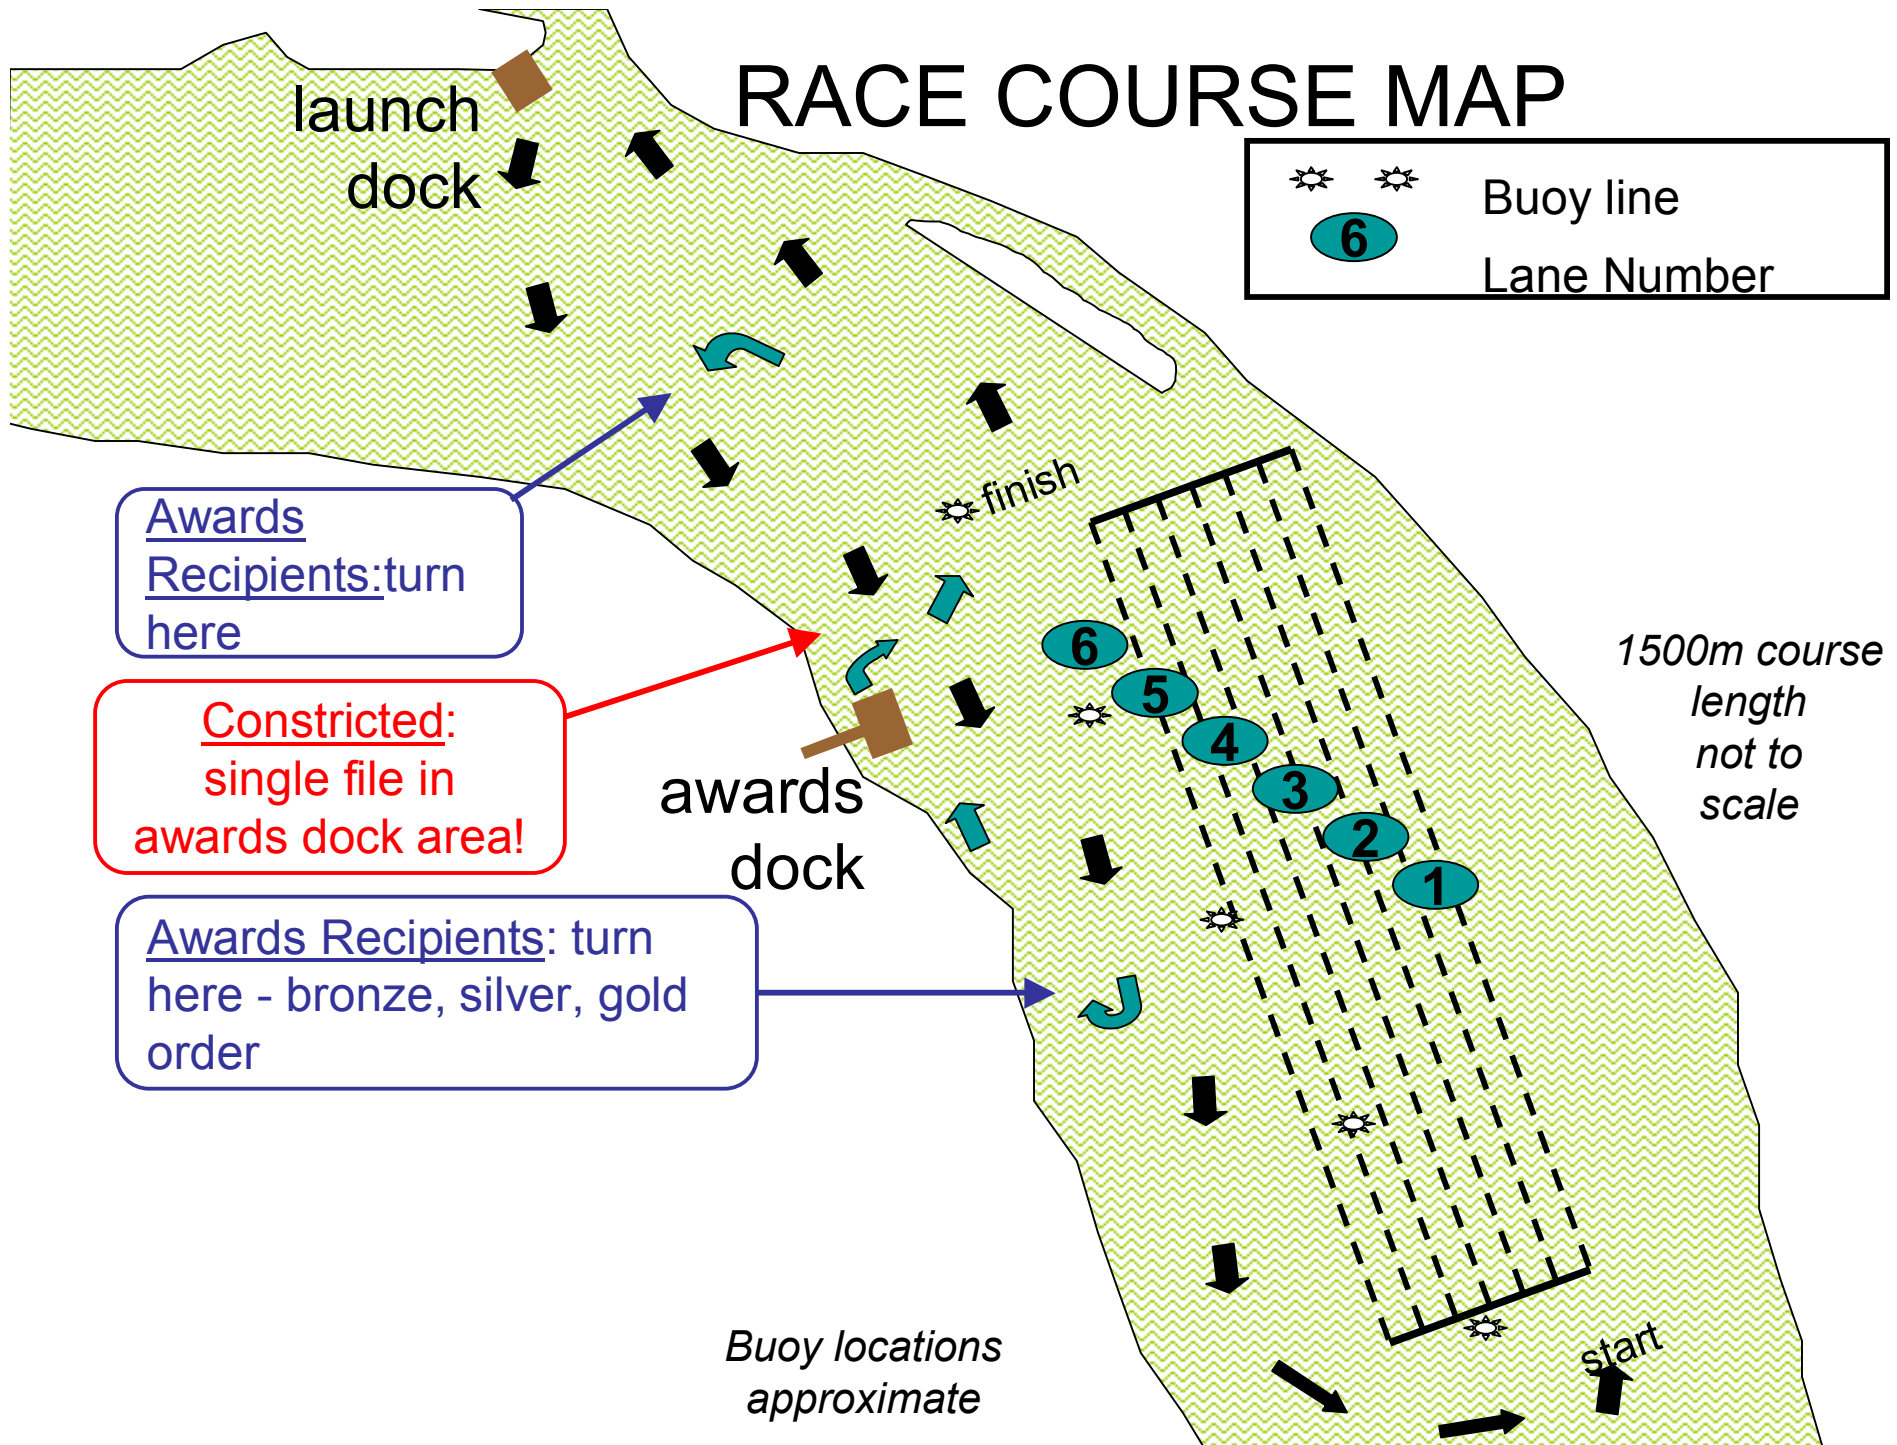 RACE COURSE MAP
launch
dock
6
Buoy line
Lane Number
finish
Awards
Recipients:turn
here
6
5
4
3
2
1
1500m course
length
not to
scale
Constricted:
single file in
awards dock area!
awards
dock
Awards Recipients: turn
here - bronze, silver, gold
order
start
Buoy locations
approximate